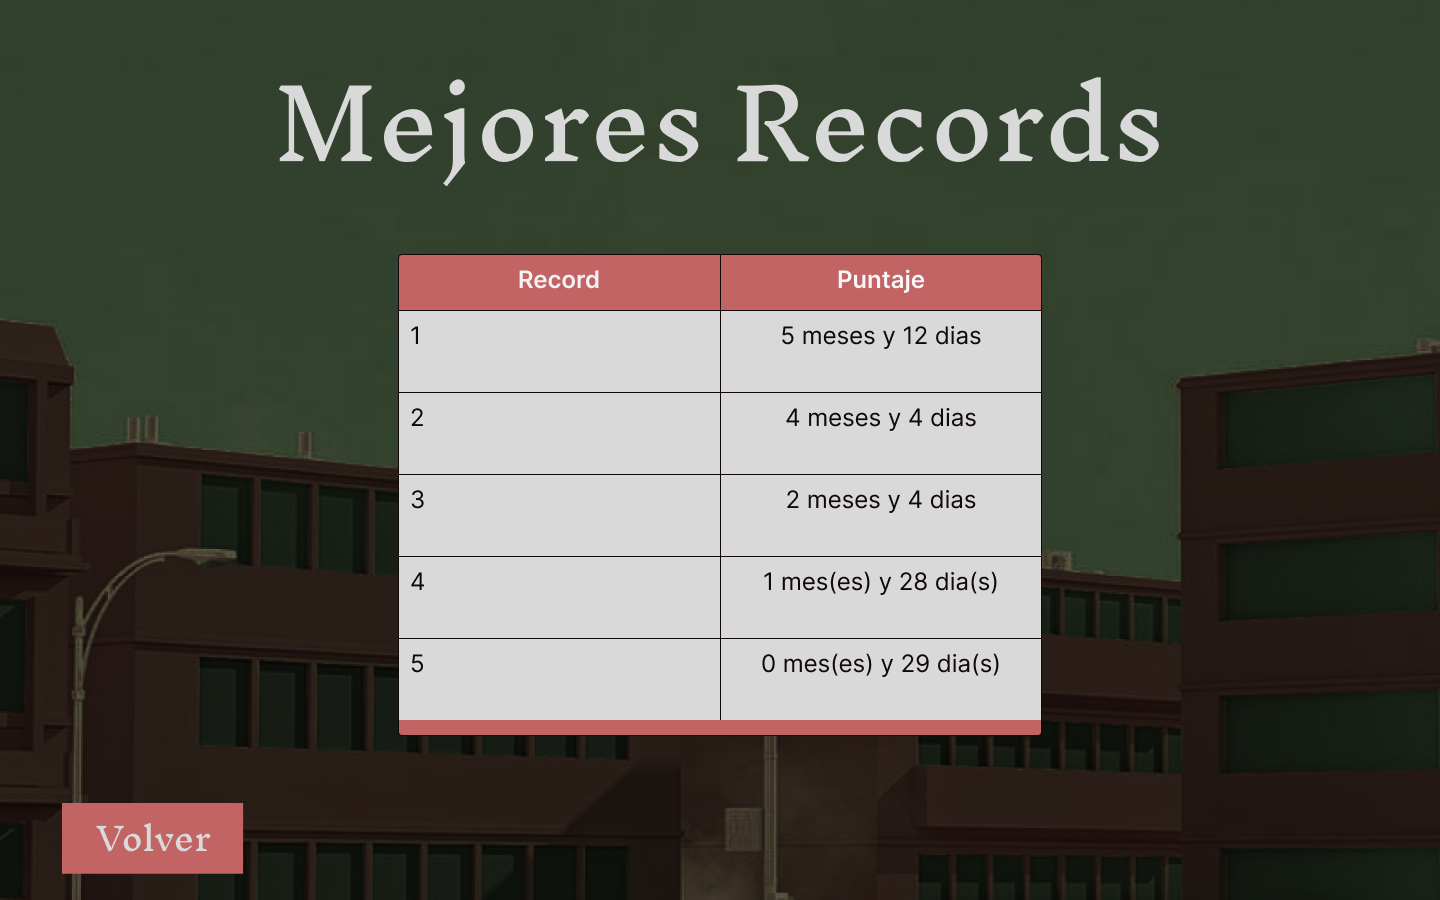 Mejores Records
Record Puntaje
1 5 meses y 12 dias
2 4 meses y 4 dias
3 2 meses y 4 dias
4 1 mes(es) y 28 dia(s)
5 0 mes(es) y 29 dia(s)
Volver